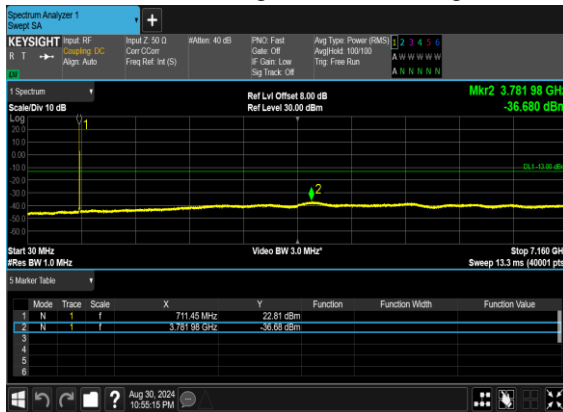 Spectrum Analyzer 1
Swept SA
+
KEYSIGHT Input: RF Input Z: 50 Ω #Atten: 40 dB PNO: Fast Avg Type: Power (RMS) 1 2 3 4 5 6
R T Coupling: DC Corr CCorr Gate: Off Avg|Hold: 100/100 A W W W W W
Align: Auto Freq Ref: Int (S) IF Gain: Low Trig: Free Run
Sig Track: Off A N N N N N
1 Spectrum Ref Lvl Offset 8.00 dB Mkr2 3.781 98 GHz
Scale/Div 10 dB Ref Level 30.00 dBm -36.680 dBm
Log
1
20.0
10.0
0.00
-10.0 DL1 -13.00 dBm
-20.0
-30.0 2
-40.0
-50.0
-60.0
Start 30 MHz Video BW 3.0 MHz* Stop 7.160 GHz
#Res BW 1.0 MHz Sweep 13.3 ms (40001 pts)
5 Marker Table
Mode Trace Scale X Y Function Function Width Function Value
1 N 1 f 711.45 MHz 22.81 dBm
2 N 1 f 3.781 98 GHz -36.68 dBm
3
4
5
6
? Aug 30, 2024
10:55:15 PM